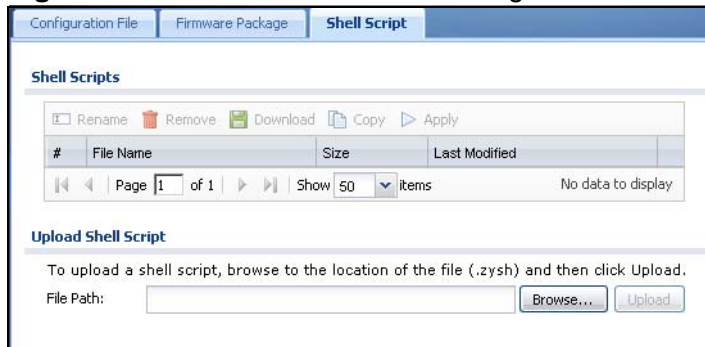 Configuration File Firmware Package Shell Script
Shell Scripts
Rename Remove Download Copy Apply
# File Name Size Last Modified
Page 1 of 1 Show 50 items No data to display
Upload Shell Script
To upload a shell script, browse to the location of the file (.zysh) and then click Upload.
File Path: Browse... Upload